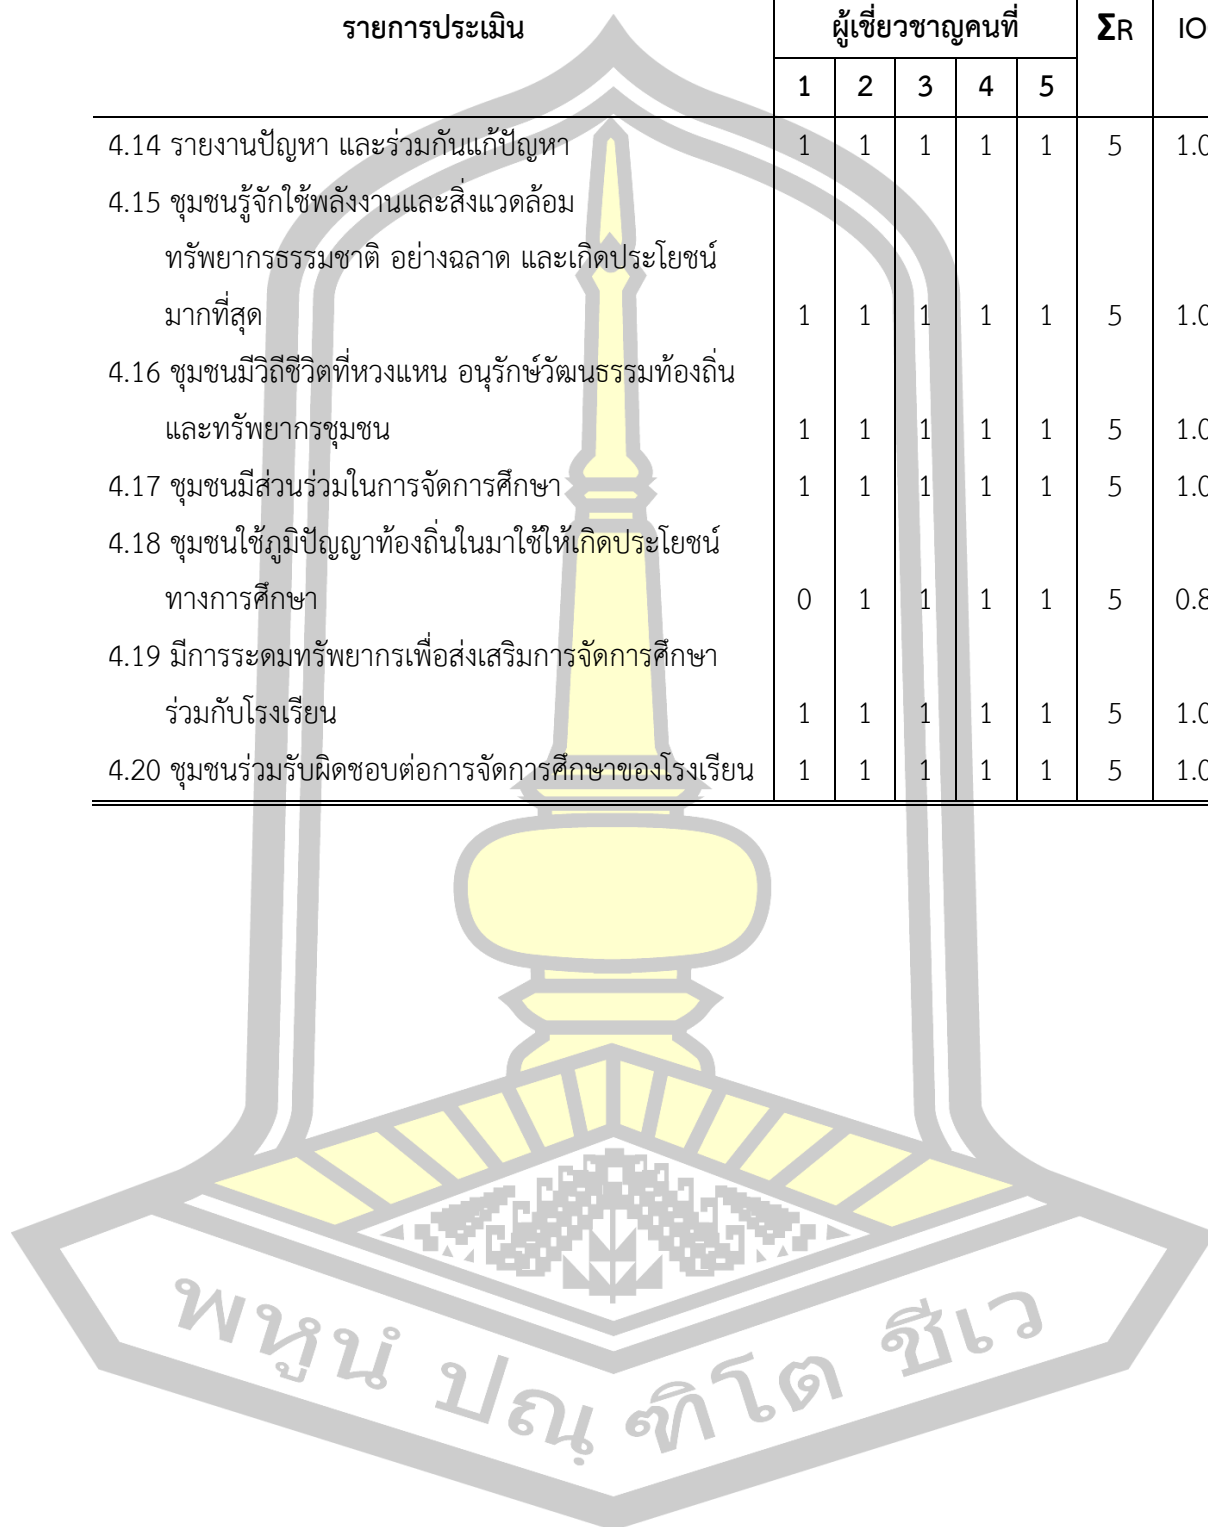 รายการประเมิน ผู้เชี่ยวชาญคนที่ ΣR IO
1 2 3 4 5
4.14 รายงานปัญหา และร่วมกันแก้ปัญหา 1 1 1 1 1 5 1.0
4.15 ชุมชนรู้จักใช้พลังงานและสิ่งแวดล้อม
ทรัพยากรธรรมชาติ อย่างฉลาด และเกิดประโยชน์
มากที่สุด 1 1 1 1 1 5 1.0
4.16 ชุมชนมีวิถีชีวิตที่หวงแหน อนุรักษ์วัฒนธรรมท้องถิ่น
และทรัพยากรชุมชน 1 1 1 1 1 5 1.0
4.17 ชุมชนมีส่วนร่วมในการจัดการศึกษา 1 1 1 1 1 5 1.0
4.18 ชุมชนใช้ภูมิปัญญาท้องถิ่นในมาใช้ให้เกิดประโยชน์
ทางการศึกษา 0 1 1 1 1 5 0.8
4.19 มีการระดมทรัพยากรเพื่อส่งเสริมการจัดการศึกษา
ร่วมกับโรงเรียน 1 1 1 1 1 5 1.0
4.20 ชุมชนร่วมรับผิดชอบต่อการจัดการศึกษาของโรงเรียน 1 1 1 1 1 5 1.0
พหูนํ ปณฺฑิโต ชีเว